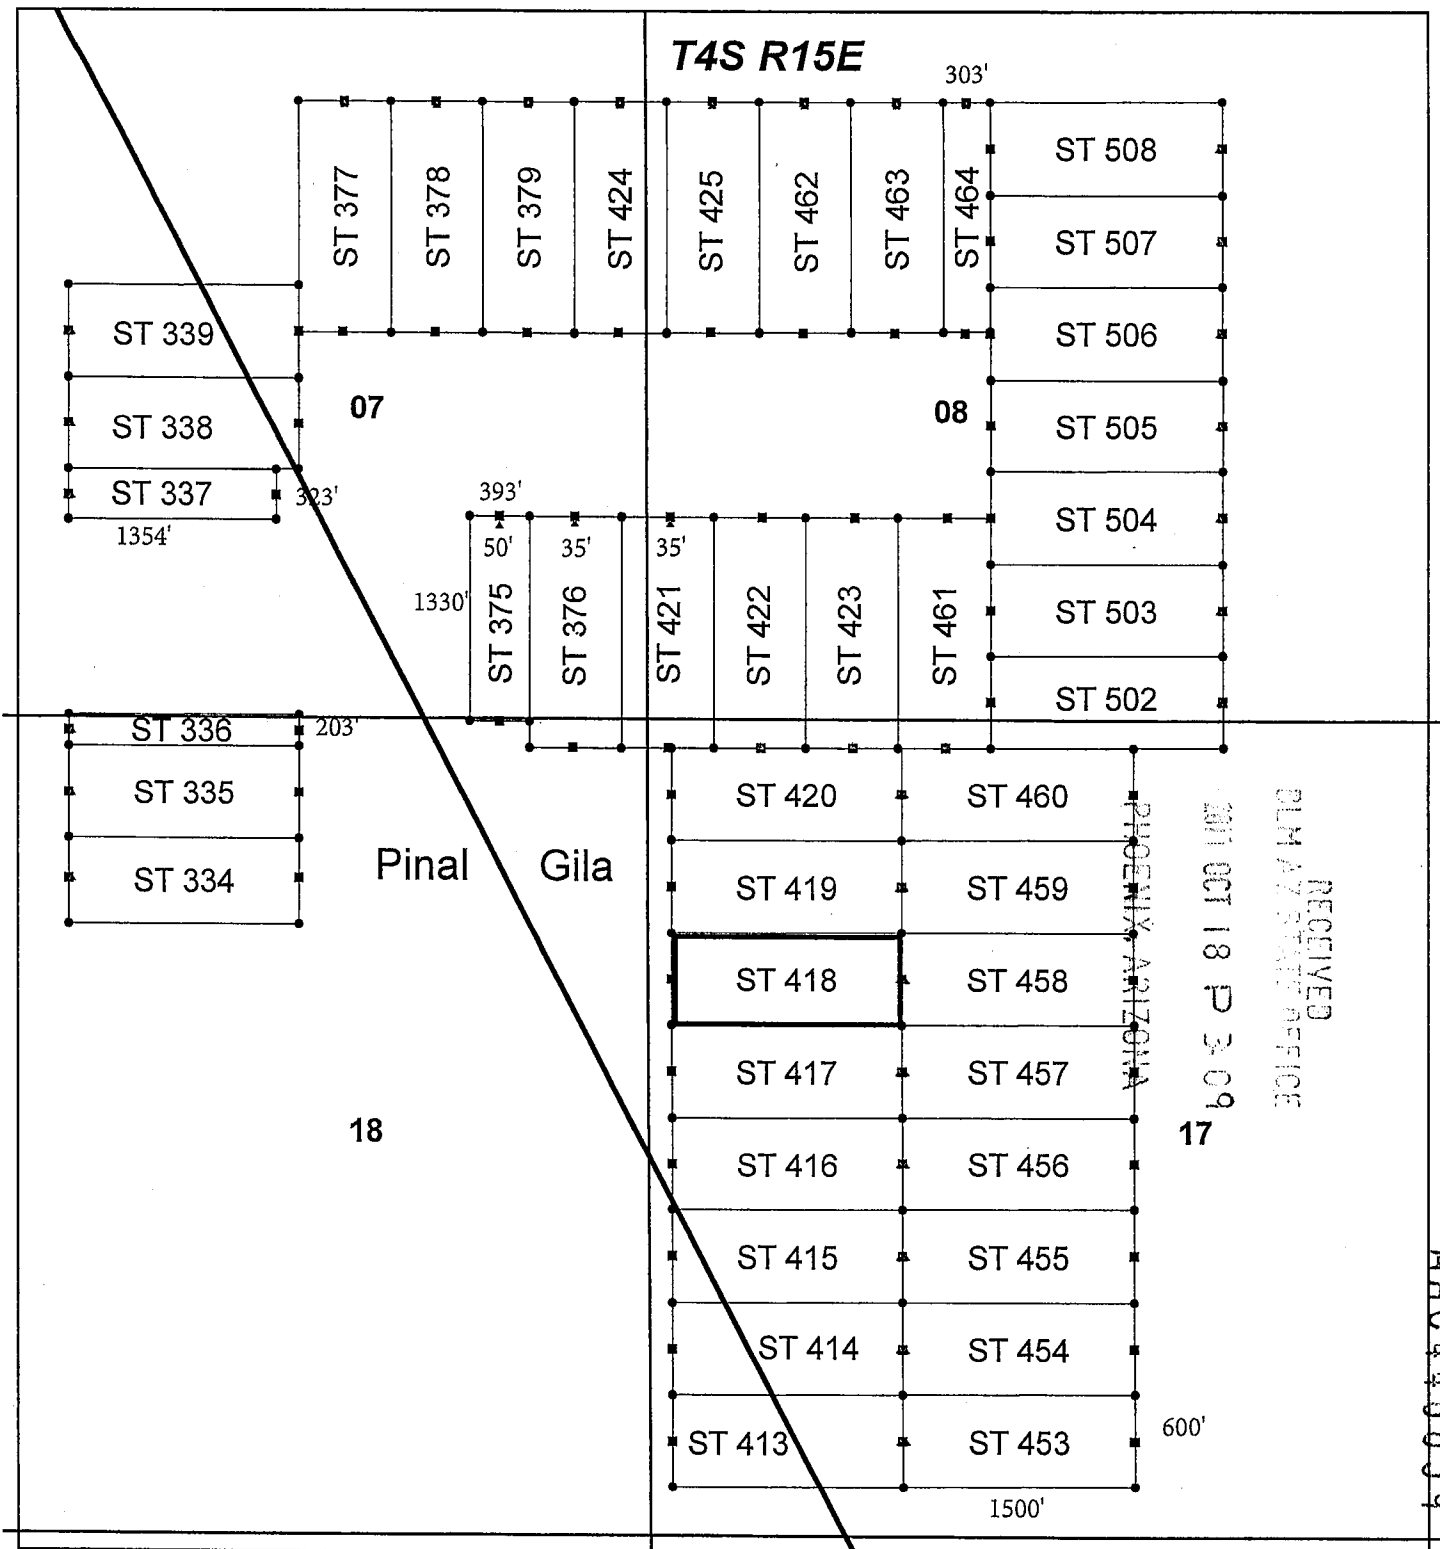 T4S R15E
303'
ST 377
ST 378
ST 379
ST 424
ST 425
ST 462
ST 463
ST 464
ST 508
ST 507
ST 506
ST 505
ST 504
ST 503
ST 502
ST 339
ST 338
ST 337
323'
1354'
07
08
393'
50'
35'
35'
1330'
ST 375
ST 376
ST 421
ST 422
ST 423
ST 461
ST 336
203'
ST 335
ST 334
Pinal
Gila
ST 420
ST 460
ST 419
ST 459
ST 418
ST 458
ST 417
ST 457
ST 416
ST 456
ST 415
ST 455
ST 414
ST 454
ST 413
ST 453
18
17
600'
1500'
RECEIVED
BLM AZ STATE OFFICE
2011 OCT 18 P 3:09
PHOENIX, ARIZONA